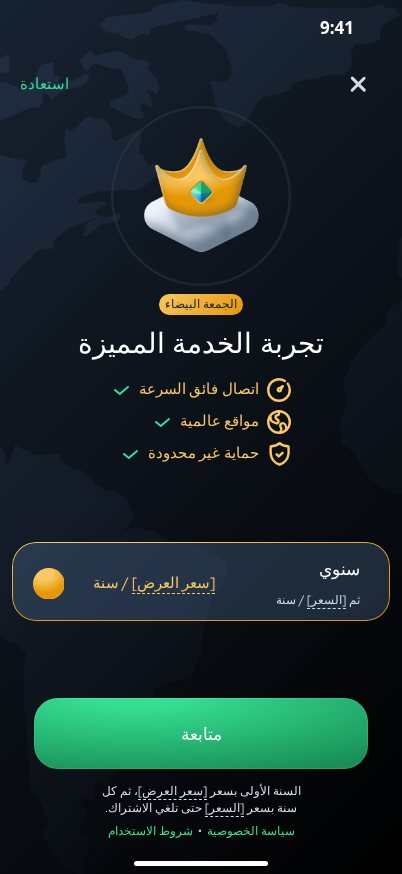 9:41
استعادة
الجمعة البيضاء
تجربة الخدمة المميزة
اتصال فائق السرعة
مواقع عالمية
حماية غير محدودة
سنوي
ثم [السعر] / سنة
[سعر العرض] / سنة
متابعة
السنة الأولى بسعر [سعر العرض]، ثم كل
سنة بسعر [السعر] حتى تلغي الاشتراك.
سياسة الخصوصية • شروط الاستخدام